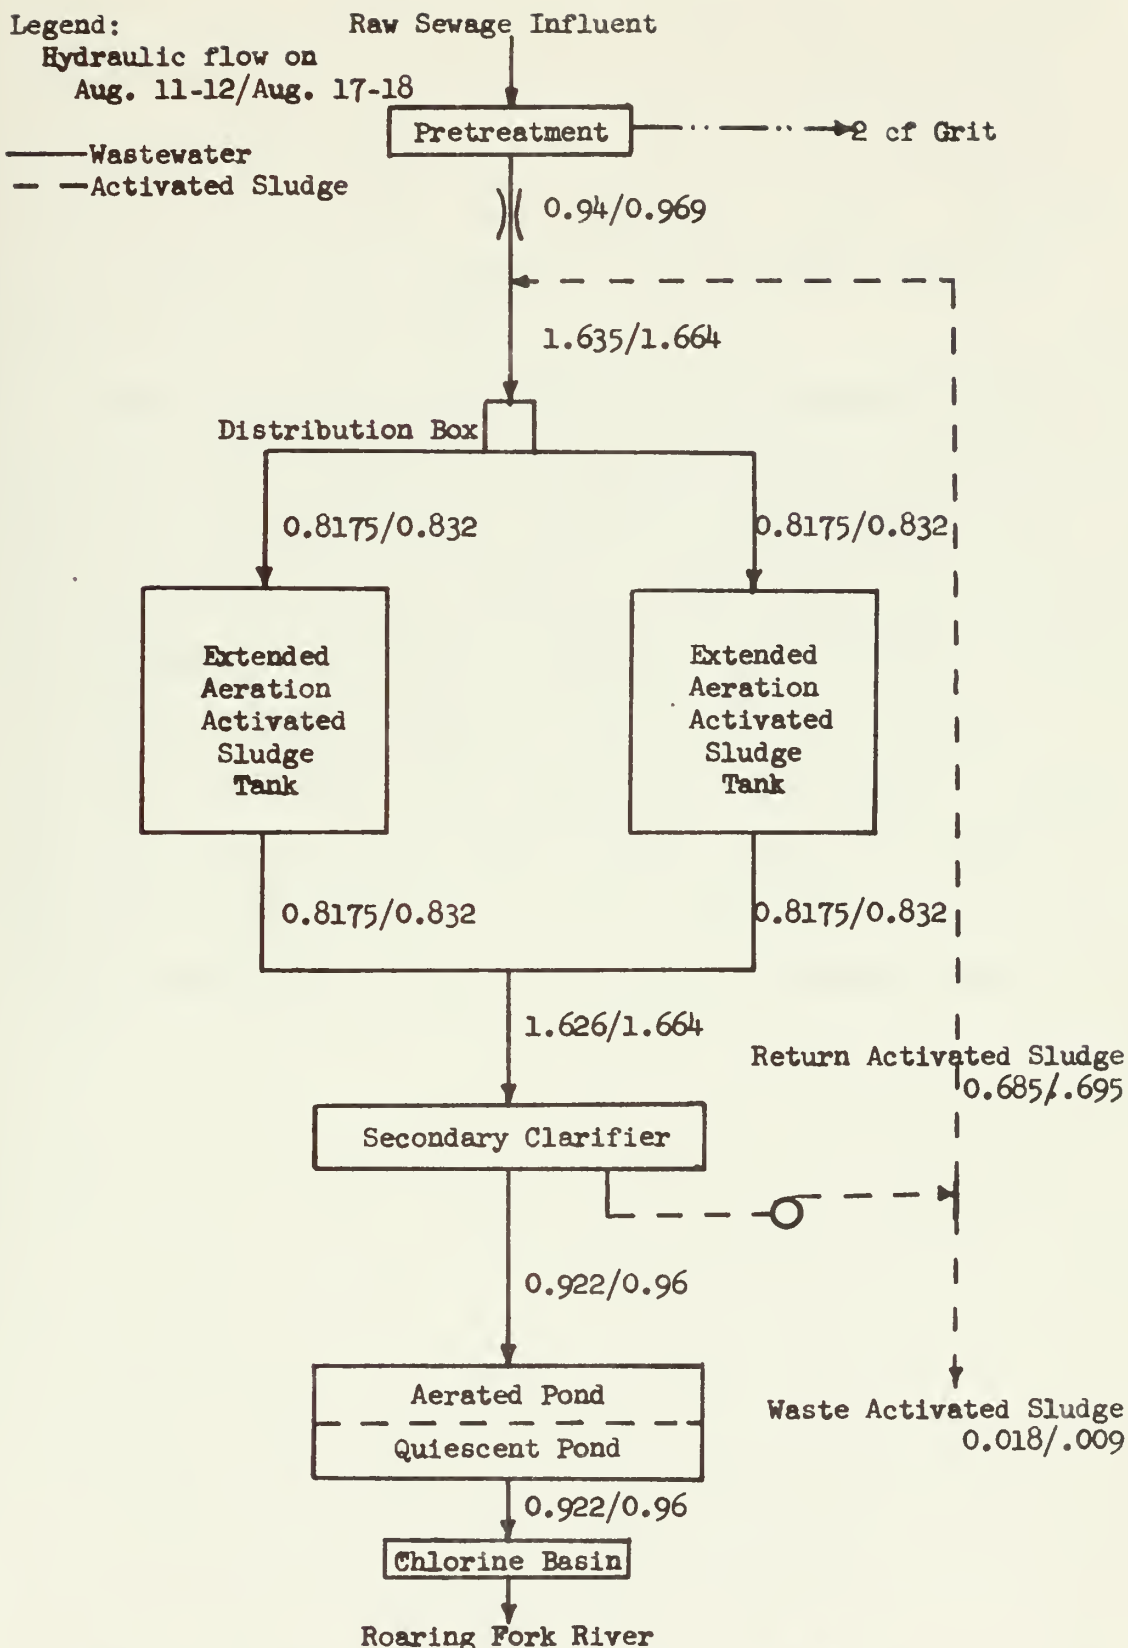 Legend:
Hydraulic flow on
Aug. 11-12/Aug. 17-18
Wastewater
Activated Sludge
Raw Sewage Influent
Pretreatment
2 cf Grit
0.94/0.969
1.635/1.664
Distribution Box
0.8175/0.832
0.8175/0.832
Extended
Aeration
Activated
Sludge
Tank
Extended
Aeration
Activated
Sludge
Tank
0.8175/0.832
0.8175/0.832
1.626/1.664
Return Activated Sludge
0.685/.695
Secondary Clarifier
0.922/0.96
Aerated Pond
Quiescent Pond
Waste Activated Sludge
0.018/.009
0.922/0.96
Chlorine Basin
Roaring Fork River